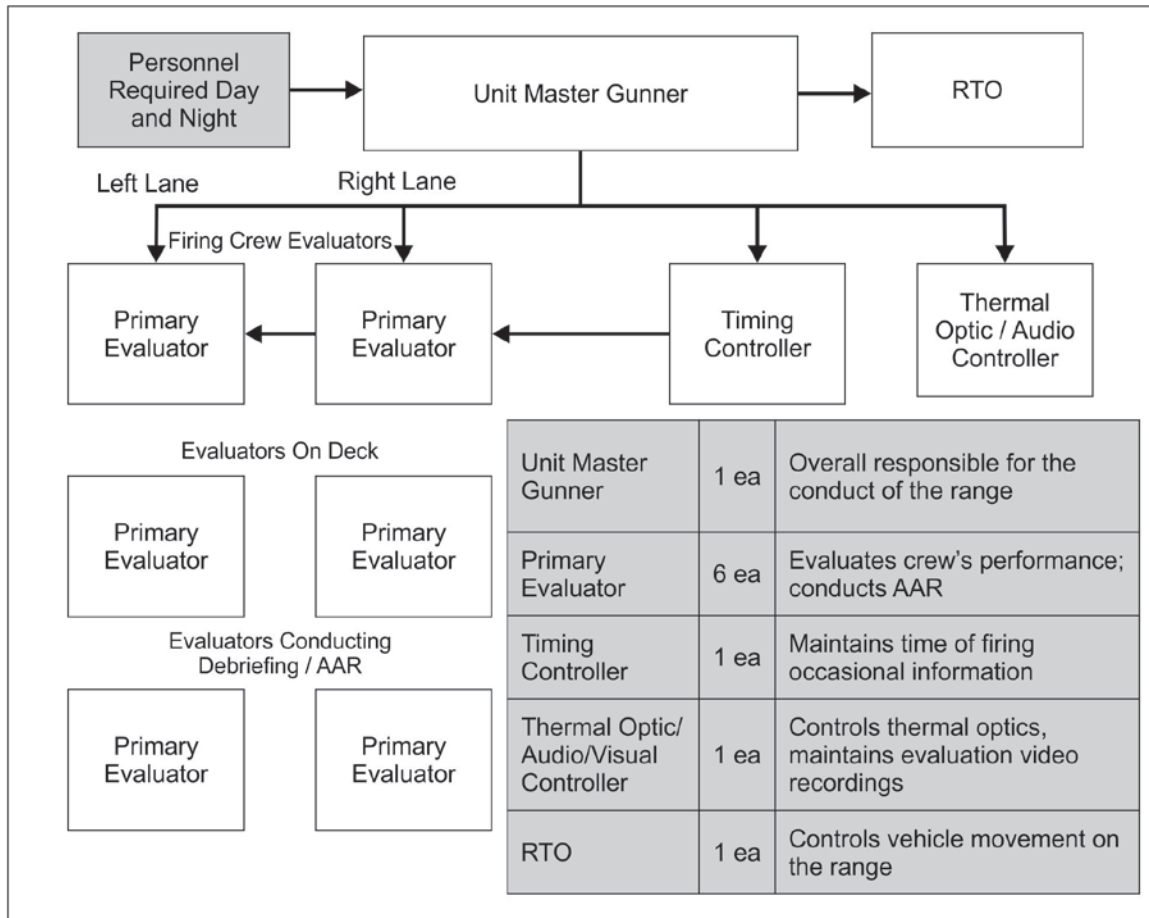 Personnel
Required Day
and Night
Unit Master Gunner
RTO
Left Lane
Right Lane
Firing Crew Evaluators
Primary
Evaluator
Primary
Evaluator
Timing
Controller
Thermal
Optic / Audio
Controller
Evaluators On Deck
Primary
Evaluator
Primary
Evaluator
Evaluators Conducting
Debriefing / AAR
Primary
Evaluator
Primary
Evaluator
Unit Master
Gunner
1 ea
Overall responsible for the
conduct of the range
Primary
Evaluator
6 ea
Evaluates crew's performance;
conducts AAR
Timing
Controller
1 ea
Maintains time of firing
occasional information
Thermal Optic/
Audio/Visual
Controller
1 ea
Controls thermal optics,
maintains evaluation video
recordings
RTO
1 ea
Controls vehicle movement on
the range